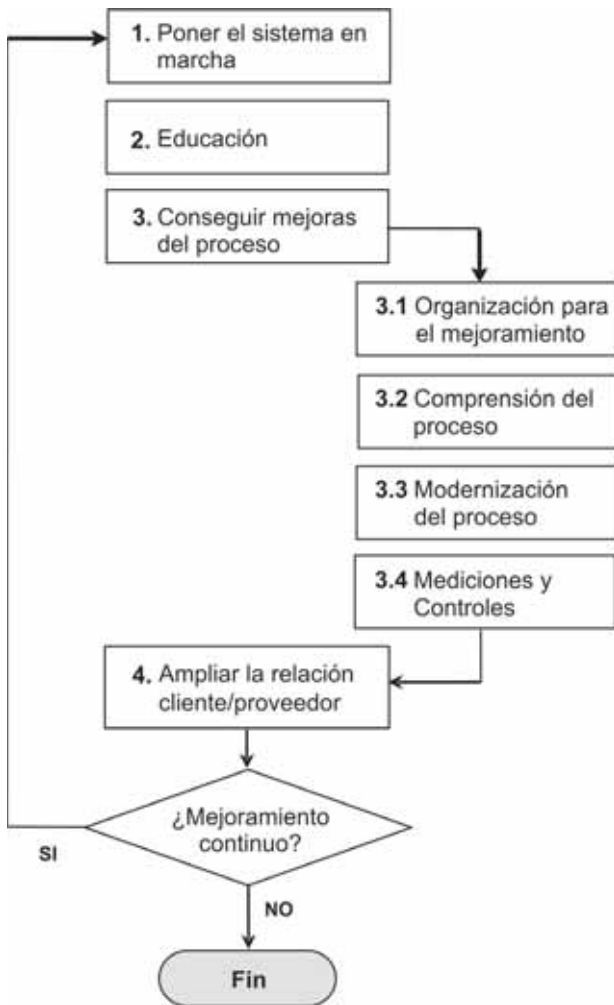 1. Poner el sistema en
marcha
2. Educación
3. Conseguir mejoras
del proceso
3.1 Organización para
el mejoramiento
3.2 Comprensión del
proceso
3.3 Modernización
del proceso
3.4 Mediciones y
Controles
4. Ampliar la relación
cliente/proveedor
¿Mejoramiento
continuo?
SI
NO
Fin